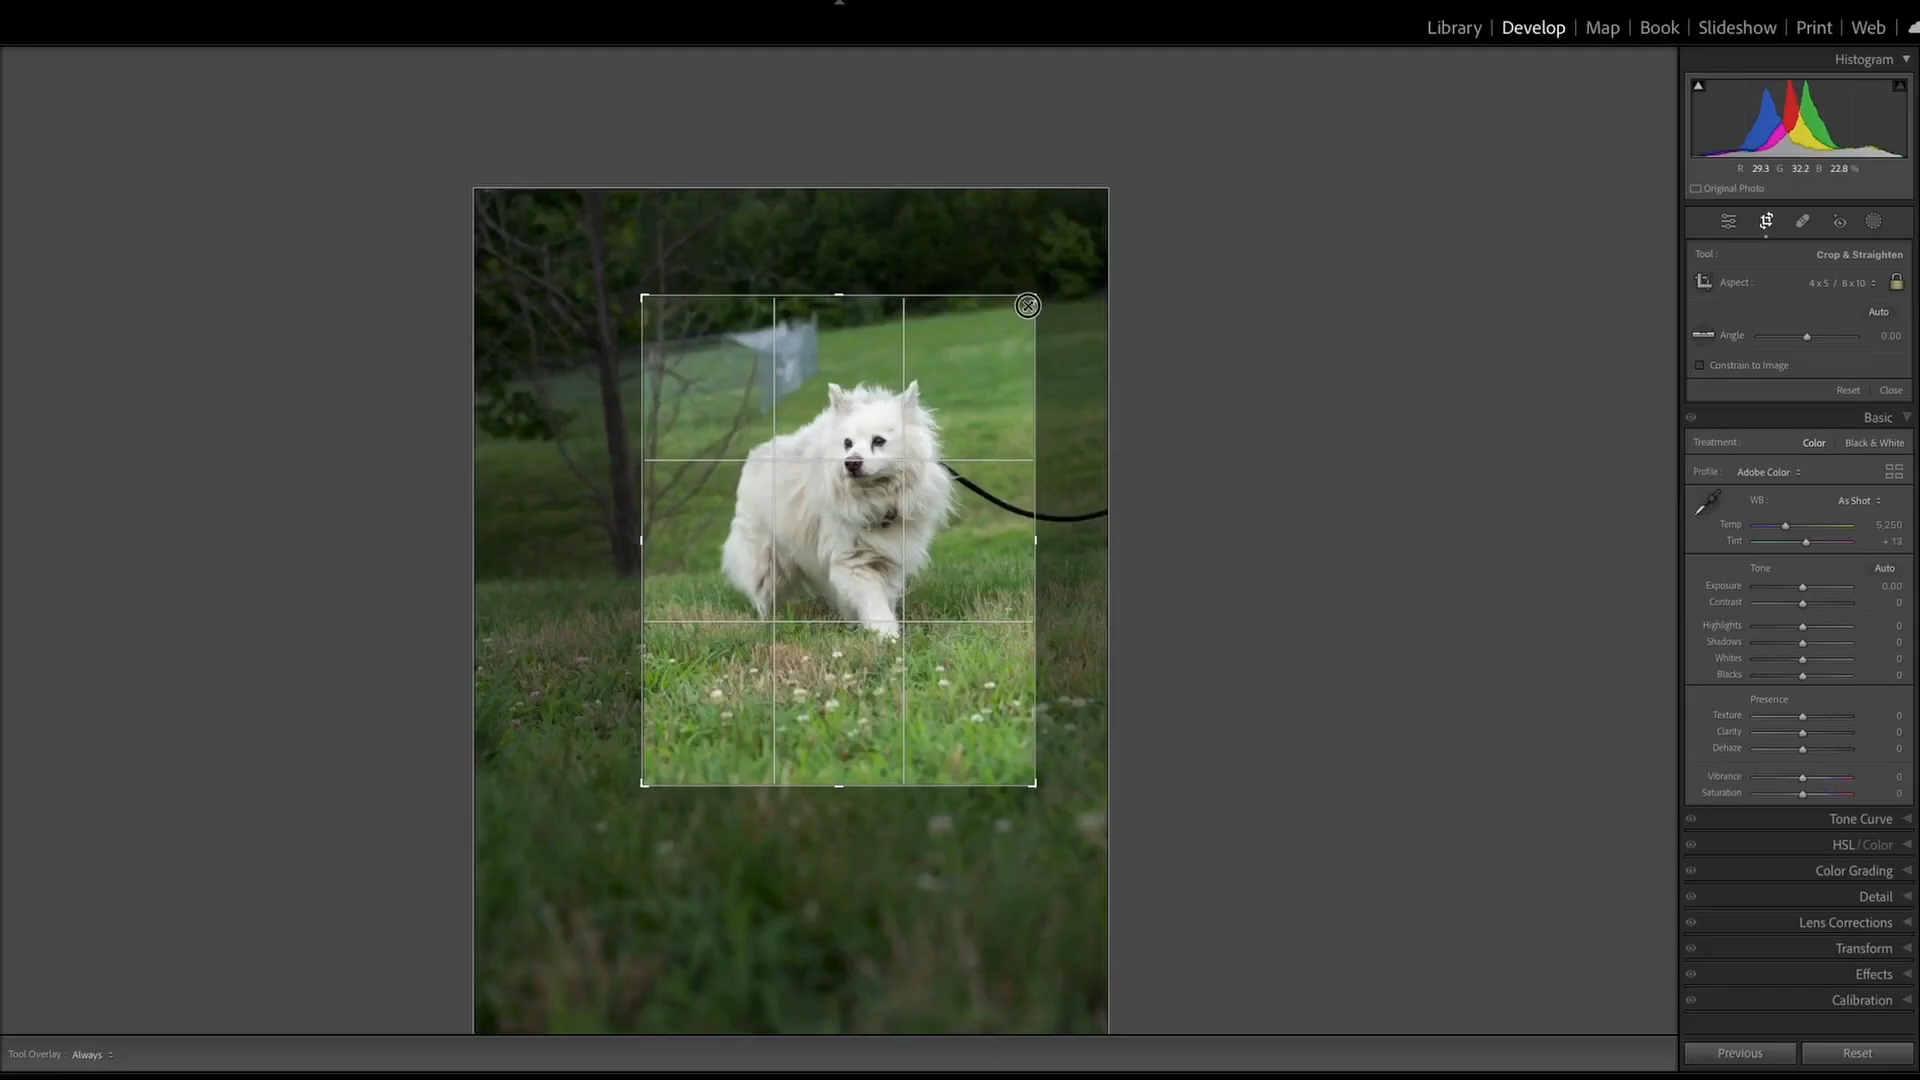 Library | Develop | Map | Book | Slideshow | Print | Web
Histogram
R 29.3 G 32.2 B 22.8 %
Original Photo
Tool : Crop & Straighten
Aspect : 4 x 5 / 8 x 10
Auto
Angle 0.00
Constrain to Image
Reset Close
Basic
Treatment : Color Black & White
Profile : Adobe Color
WB : As Shot
Temp 5,250
Tint + 13
Tone Auto
Exposure 0.00
Contrast 0
Highlights 0
Shadows 0
Whites 0
Blacks 0
Presence
Texture 0
Clarity 0
Dehaze 0
Vibrance 0
Saturation 0
Tone Curve
HSL / Color
Color Grading
Detail
Lens Corrections
Transform
Effects
Calibration
Tool Overlay : Always
Previous Reset